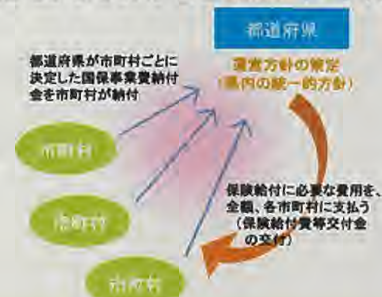 都道府県
都道府県が市町村ごとに
決定した国保事業費納付
金を市町村が納付
運営方針の策定
(県内の統一的方針)
市町村
市町村
市町村
保険給付に必要な費用を、
全額、各市町村に支払う
(保険給付費等交付金
の交付)